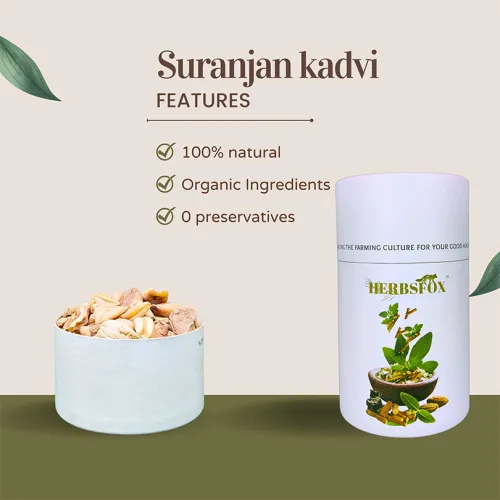 Suranjan kadvi
FEATURES
100% natural
Organic Ingredients
0 preservatives
THE FARMING CULTURE FOR YOUR GOOD
HERBSFOX